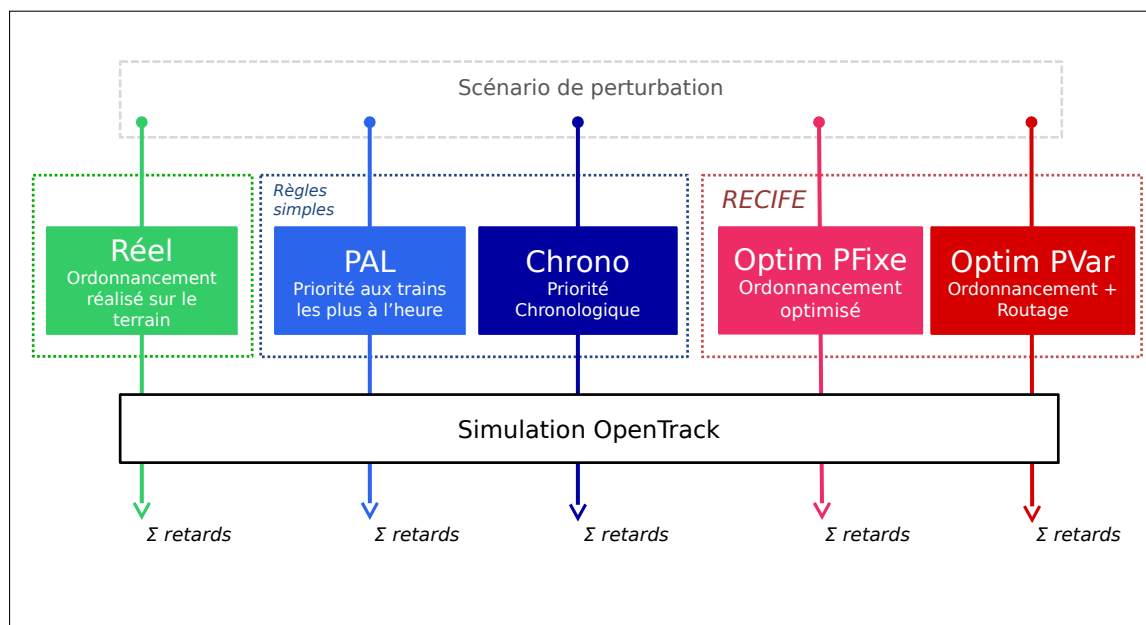 Scénario de perturbation
Règles
simples
RECIFE
Réel
Ordonnancement
réalisé sur le
terrain
PAL
Priorité aux trains
les plus à l’heure
Chrono
Priorité
Chronologique
Optim PFixe
Ordonnancement
optimisé
Optim PVar
Ordonnancement +
Routage
Simulation OpenTrack
Σ retards
Σ retards
Σ retards
Σ retards
Σ retards